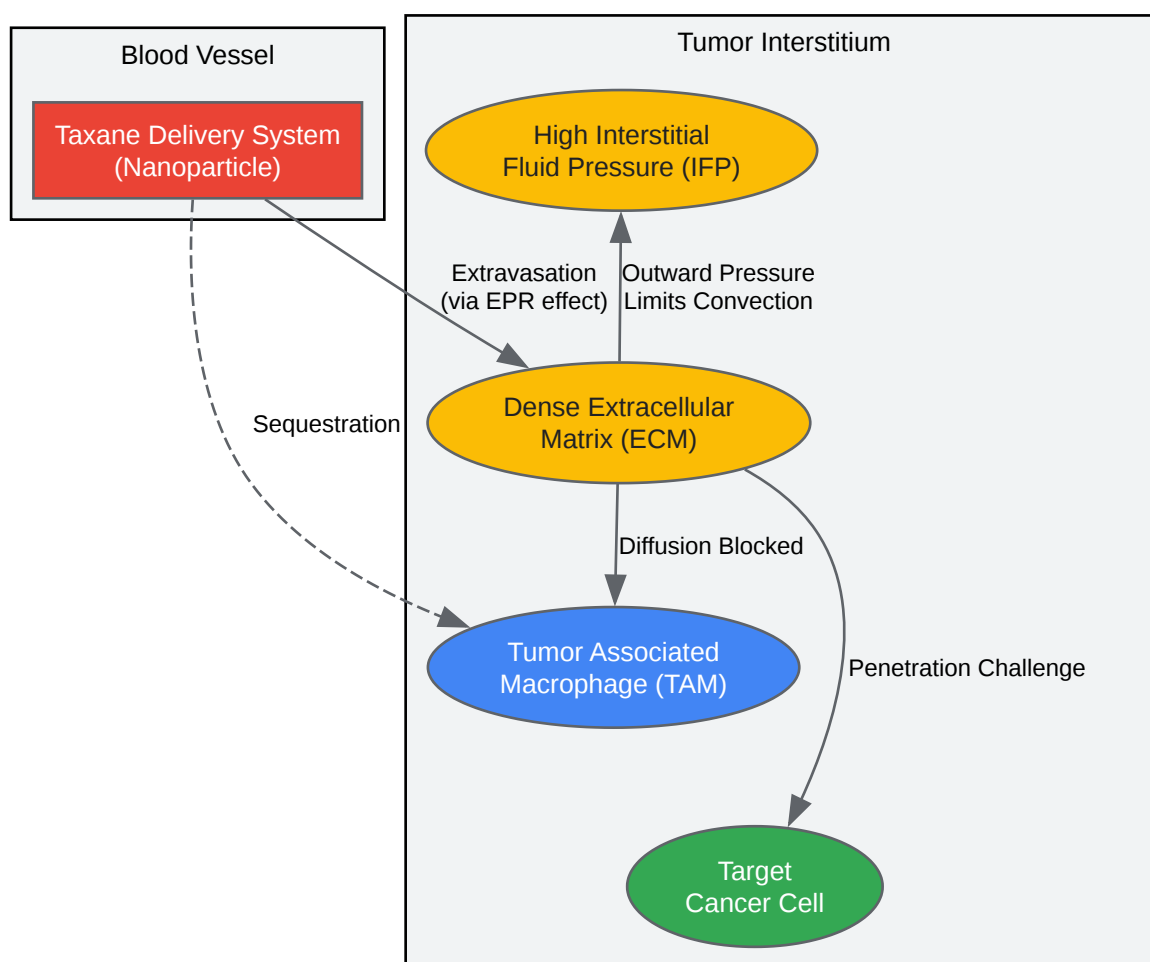 Blood Vessel
Tumor Interstitium
Taxane Delivery System
(Nanoparticle)
High Interstitial
Fluid Pressure (IFP)
Extravasation
(via EPR effect)
Outward Pressure
Limits Convection
Dense Extracellular
Matrix (ECM)
Sequestration
Diffusion Blocked
Tumor Associated
Macrophage (TAM)
Penetration Challenge
Target
Cancer Cell